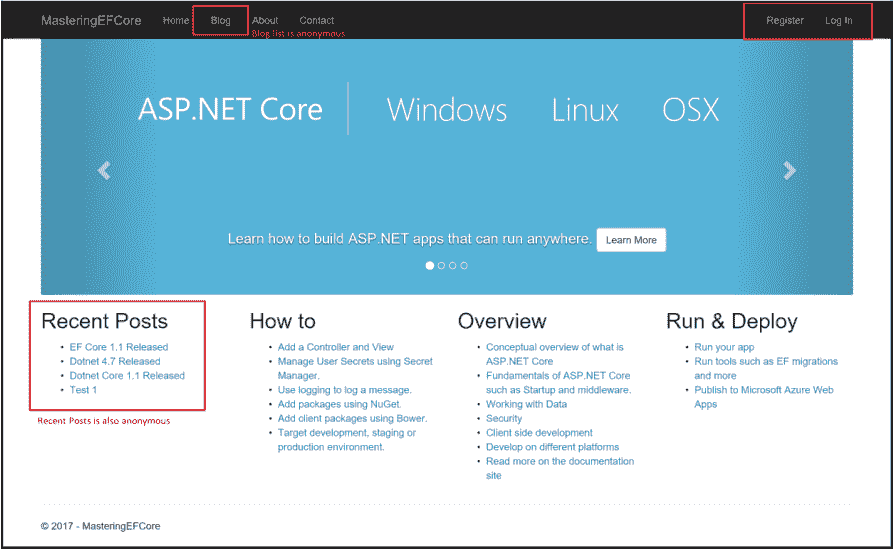 MasteringEFCore Home Blog About Contact Register Log In
Blog list is anonymous
ASP.NET Core Windows Linux OSX
Learn how to build ASP.NET apps that can run anywhere. Learn More
Recent Posts
EF Core 1.1 Released
Dotnet 4.7 Released
Dotnet Core 1.1 Released
Test 1
Recent Posts is also anonymous
How to
Add a Controller and View
Manage User Secrets using Secret
Manager.
Use logging to log a message.
Add packages using NuGet.
Add client packages using Bower.
Target development, staging or
production environment.
Overview
Conceptual overview of what is
ASP.NET Core
Fundamentals of ASP.NET Core
such as Startup and middleware.
Working with Data
Security
Client side development
Develop on different platforms
Read more on the documentation
site
Run & Deploy
Run your app
Run tools such as EF migrations
and more
Publish to Microsoft Azure Web
Apps
© 2017 - MasteringEFCore